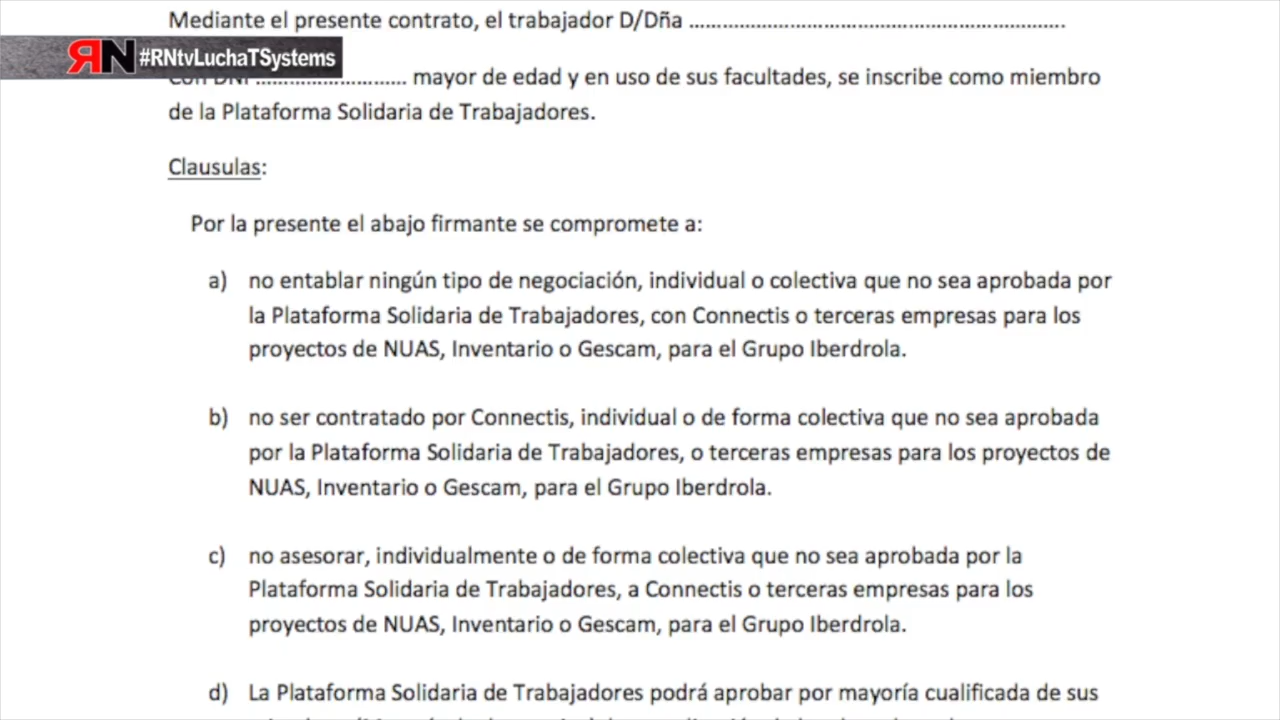 Mediante el presente contrato, el trabajador D/Dña ……………………………………………………………….
ЯN #RNtvLuchaTSystems
Con DNI ………………………. mayor de edad y en uso de sus facultades, se inscribe como miembro
de la Plataforma Solidaria de Trabajadores.
Clausulas:
Por la presente el abajo firmante se compromete a:
a) no entablar ningún tipo de negociación, individual o colectiva que no sea aprobada por
la Plataforma Solidaria de Trabajadores, con Connectis o terceras empresas para los
proyectos de NUAS, Inventario o Gescam, para el Grupo Iberdrola.
b) no ser contratado por Connectis, individual o de forma colectiva que no sea aprobada
por la Plataforma Solidaria de Trabajadores, o terceras empresas para los proyectos de
NUAS, Inventario o Gescam, para el Grupo Iberdrola.
c) no asesorar, individualmente o de forma colectiva que no sea aprobada por la
Plataforma Solidaria de Trabajadores, a Connectis o terceras empresas para los
proyectos de NUAS, Inventario o Gescam, para el Grupo Iberdrola.
d) La Plataforma Solidaria de Trabajadores podrá aprobar por mayoría cualificada de sus